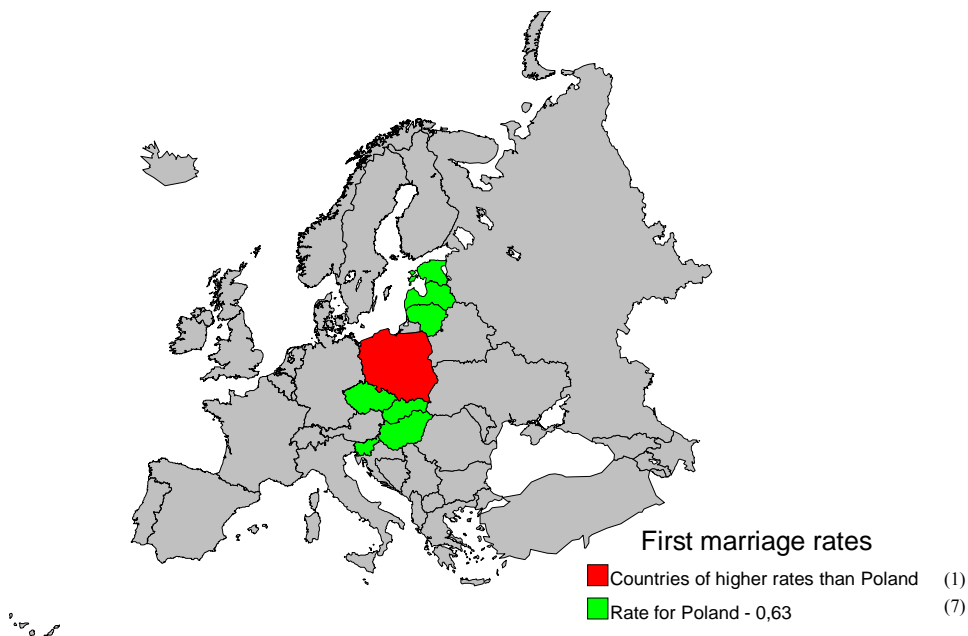 First marriage rates
Countries of higher rates than Poland (1)
Rate for Poland - 0,63 (7)